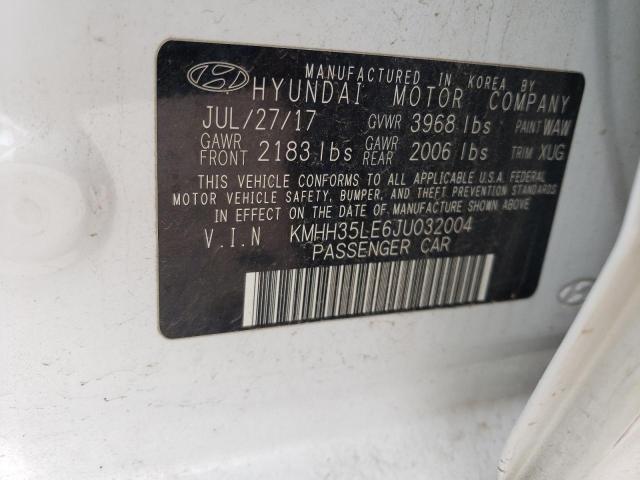 MANUFACTURED IN KOREA BY
HYUNDAI MOTOR COMPANY
JUL/27/17 GVWR 3968 lbs PAINT WAW
GAWR FRONT 2183 lbs GAWR REAR 2006 lbs TRIM XUG
THIS VEHICLE CONFORMS TO ALL APPLICABLE U.S.A. FEDERAL
MOTOR VEHICLE SAFETY, BUMPER, AND THEFT PREVENTION STANDARDS
IN EFFECT ON THE DATE OF MANUFACTURE SHOWN ABOVE
V.I.N KMHH35LE6JU032004
PASSENGER CAR